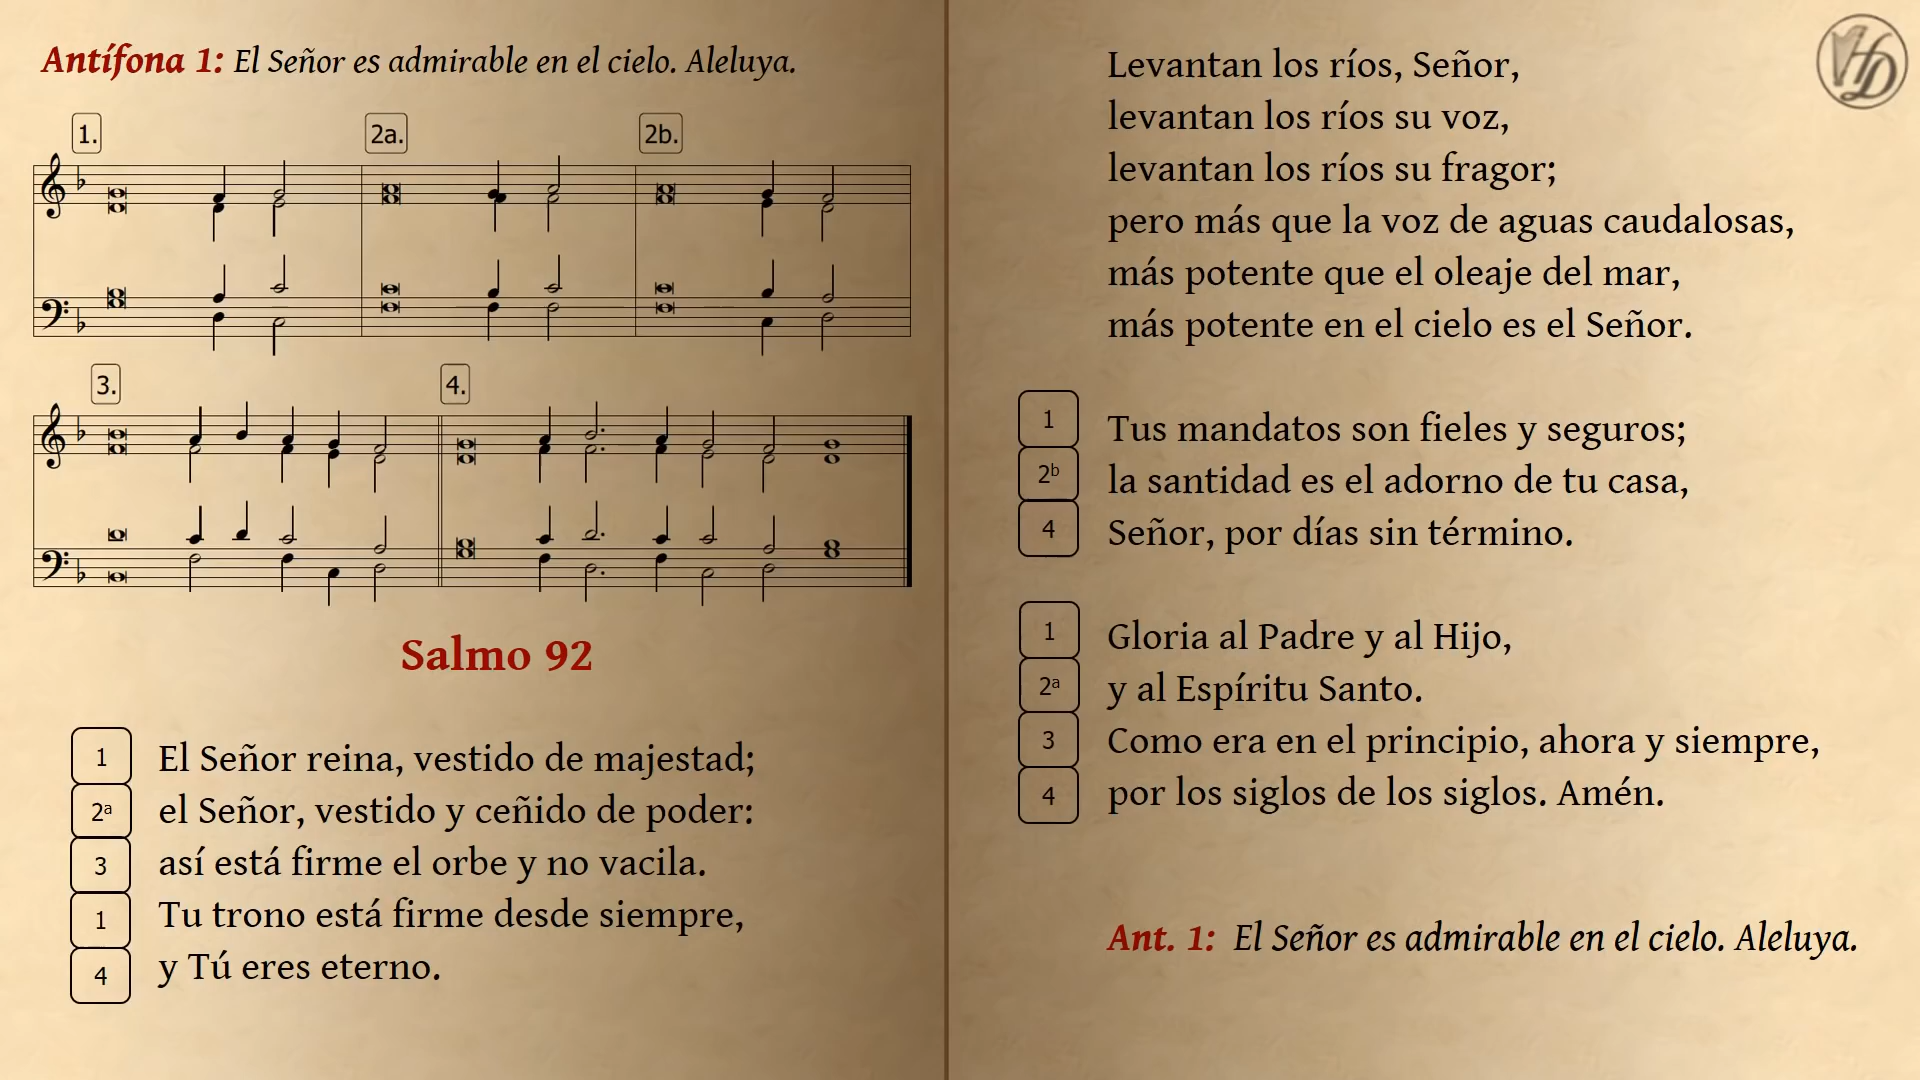 Antífona 1: El Señor es admirable en el cielo. Aleluya.
1.
2a.
2b.
3.
4.
Salmo 92
1 El Señor reina, vestido de majestad;
2ª el Señor, vestido y ceñido de poder:
3 así está firme el orbe y no vacila.
1 Tu trono está firme desde siempre,
4 y Tú eres eterno.
Levantan los ríos, Señor,
levantan los ríos su voz,
levantan los ríos su fragor;
pero más que la voz de aguas caudalosas,
más potente que el oleaje del mar,
más potente en el cielo es el Señor.
1 Tus mandatos son fieles y seguros;
2ᵇ la santidad es el adorno de tu casa,
4 Señor, por días sin término.
1 Gloria al Padre y al Hijo,
2ª y al Espíritu Santo.
3 Como era en el principio, ahora y siempre,
4 por los siglos de los siglos. Amén.
Ant. 1: El Señor es admirable en el cielo. Aleluya.
HD